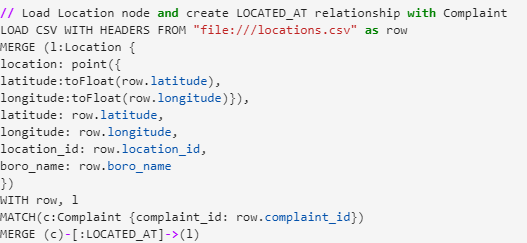 // Load Location node and create LOCATED_AT relationship with Complaint
LOAD CSV WITH HEADERS FROM "file:///locations.csv" as row
MERGE (l:Location {
location: point({
latitude:toFloat(row.latitude),
longitude:toFloat(row.longitude)}),
latitude: row.latitude,
longitude: row.longitude,
location_id: row.location_id,
boro_name: row.boro_name
})
WITH row, l
MATCH(c:Complaint {complaint_id: row.complaint_id})
MERGE (c)-[:LOCATED_AT]->(l)